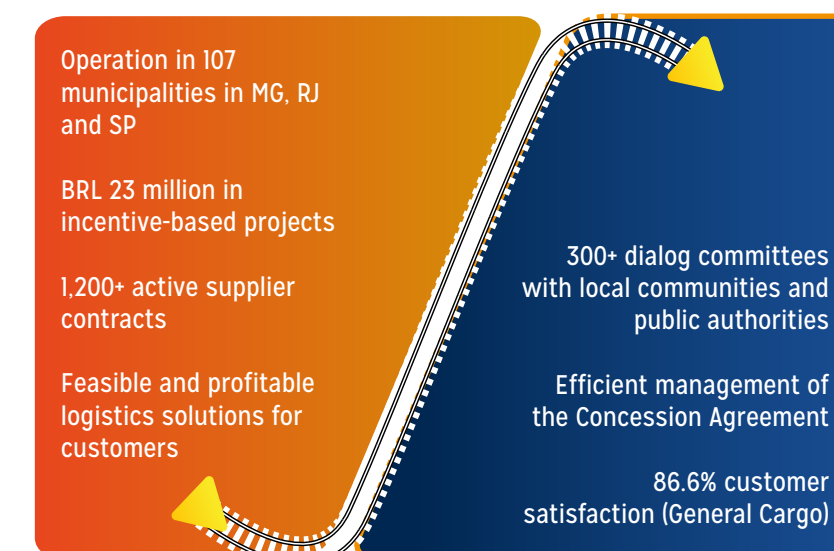 Operation in 107
municipalities in MG, RJ
and SP
BRL 23 million in
incentive-based projects
1,200+ active supplier
contracts
Feasible and profitable
logistics solutions for
customers
300+ dialog committees
with local communities and
public authorities
Efficient management of
the Concession Agreement
86.6% customer
satisfaction (General Cargo)